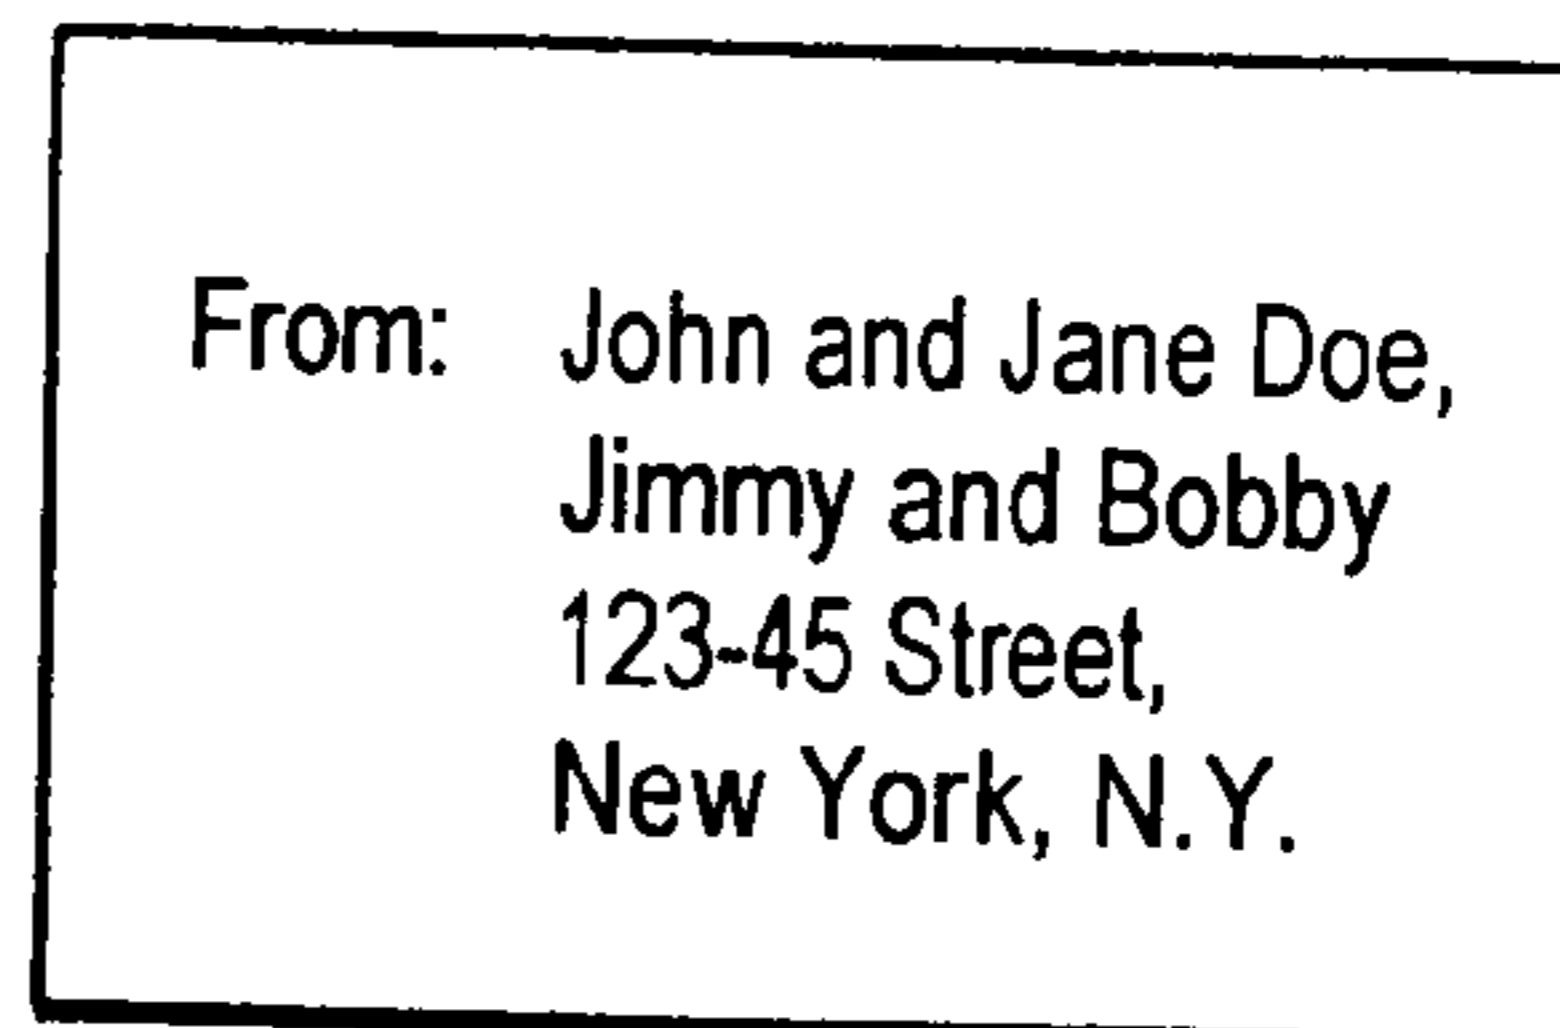 From: John and Jane Doe,
Jimmy and Bobby
123-45 Street,
New York, N.Y.